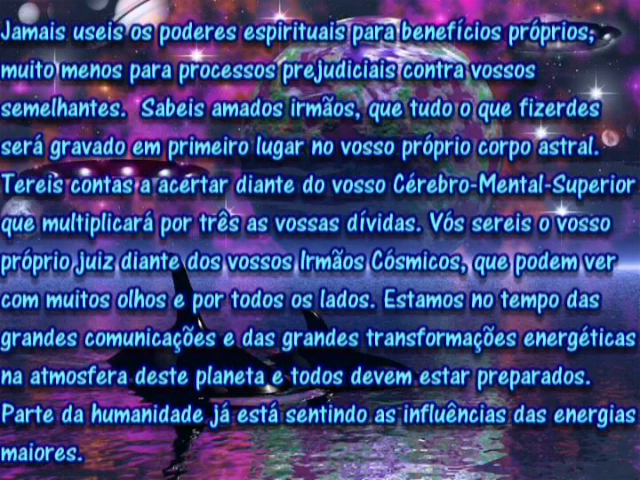 Jamais useis os poderes espirituais para benefícios próprios,
muito menos para processos prejudiciais contra vossos
semelhantes.  Sabeis amados irmãos, que tudo o que fizerdes
será gravado em primeiro lugar no vosso próprio corpo astral.
Tereis contas a acertar diante do vosso Cérebro-Mental-Superior
que multiplicará por três as vossas dívidas. Vós sereis o vosso
próprio juiz diante dos vossos Irmãos Cósmicos, que podem ver
com muitos olhos e por todos os lados. Estamos no tempo das
grandes comunicações e das grandes transformações energéticas
na atmosfera deste planeta e todos devem estar preparados.
Parte da humanidade já está sentindo as influências das energias
maiores.